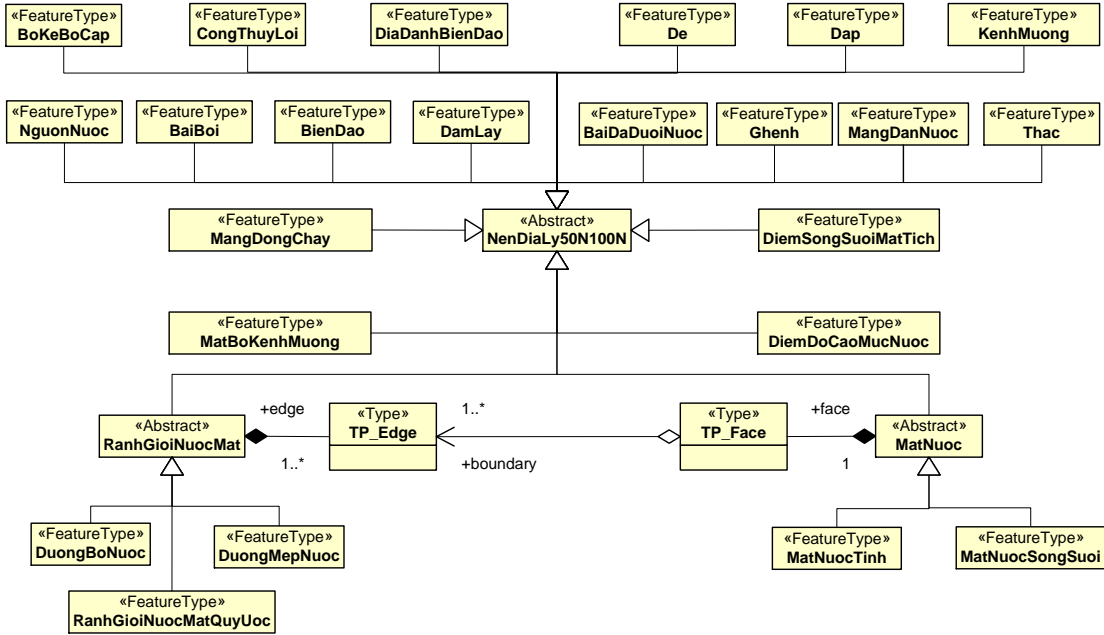 «FeatureType»
BoKeBoCap
«FeatureType»
CongThuyLoi
«FeatureType»
DiaDanhBienDao
«FeatureType»
De
«FeatureType»
Dap
«FeatureType»
KenhMuong
«FeatureType»
NguonNuoc
«FeatureType»
BaiBoi
«FeatureType»
BienDao
«FeatureType»
DamLay
«FeatureType»
BaiDaDuoiNuoc
«FeatureType»
Ghenh
«FeatureType»
MangDanNuoc
«FeatureType»
Thac
«FeatureType»
MangDongChay
«Abstract»
NenDiaLy50N100N
«FeatureType»
DiemSongSuoiMatTich
«FeatureType»
MatBoKenhMuong
«FeatureType»
DiemDoCaoMucNuoc
«Abstract»
RanhGioiNuocMat
+edge
1..*
«Type»
TP_Edge
1..*
+boundary
«Type»
TP_Face
+face
1
«Abstract»
MatNuoc
«FeatureType»
DuongBoNuoc
«FeatureType»
DuongMepNuoc
«FeatureType»
MatNuocTinh
«FeatureType»
MatNuocSongSuoi
«FeatureType»
RanhGioiNuocMatQuyUoc